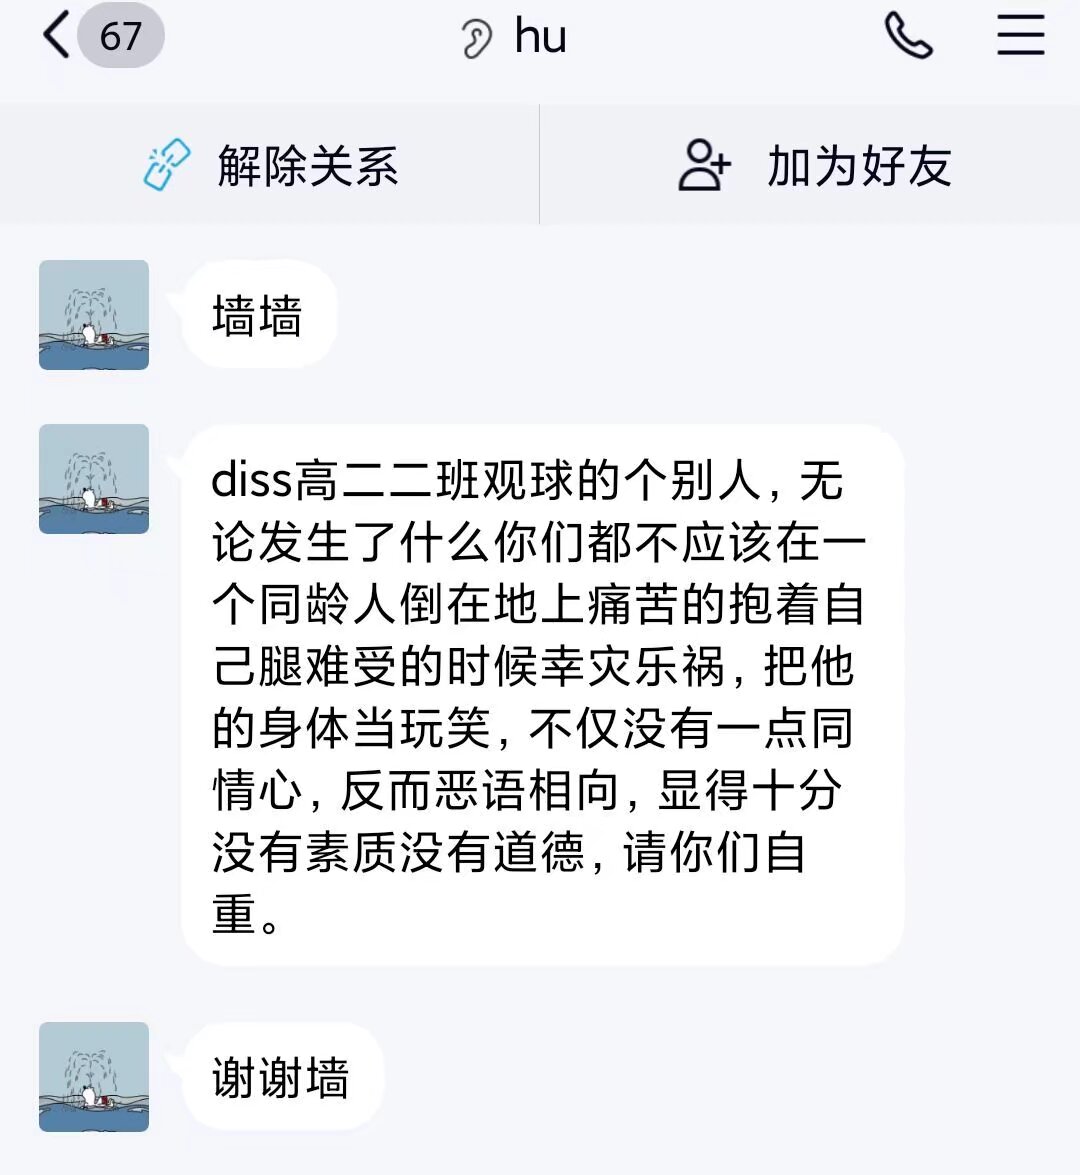 67
hu
解除关系
加为好友
墙墙
diss高二二班观球的个别人，无
论发生了什么你们都不应该在一
个同龄人倒在地上痛苦的抱着自
己腿难受的时候幸灾乐祸，把他
的身体当玩笑，不仅没有一点同
情心，反而恶语相向，显得十分
没有素质没有道德，请你们自
重。
谢谢墙